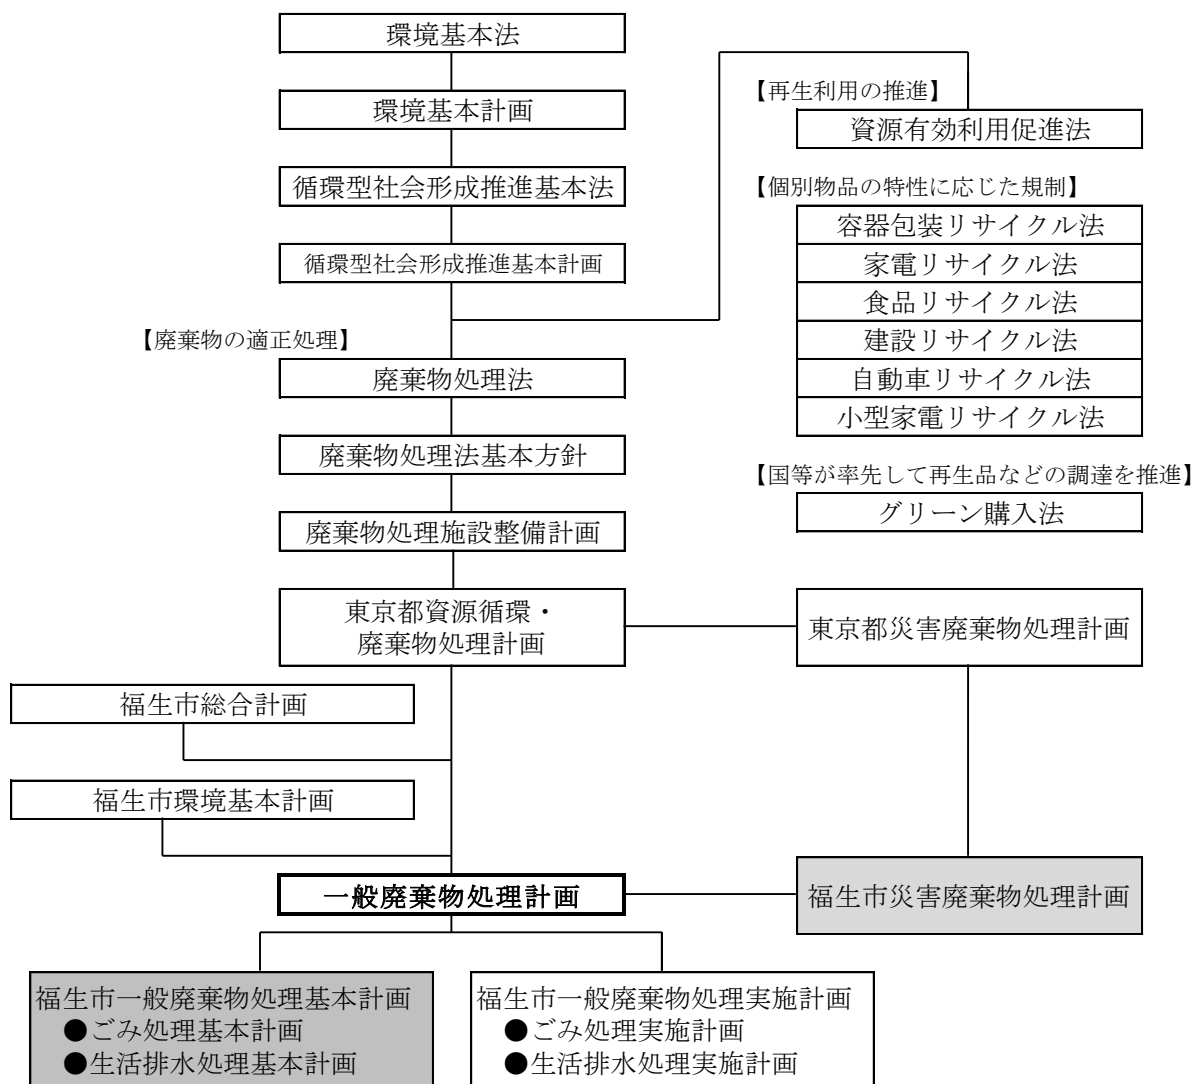 環境基本法
環境基本計画
循環型社会形成推進基本法
循環型社会形成推進基本計画
【再生利用の推進】
資源有効利用促進法
【個別物品の特性に応じた規制】
容器包装リサイクル法
家電リサイクル法
食品リサイクル法
建設リサイクル法
自動車リサイクル法
小型家電リサイクル法
【国等が率先して再生品などの調達を推進】
グリーン購入法
【廃棄物の適正処理】
廃棄物処理法
廃棄物処理法基本方針
廃棄物処理施設整備計画
東京都資源循環・
廃棄物処理計画
東京都災害廃棄物処理計画
福生市総合計画
福生市環境基本計画
一般廃棄物処理計画
福生市災害廃棄物処理計画
福生市一般廃棄物処理基本計画
●ごみ処理基本計画
●生活排水処理基本計画
福生市一般廃棄物処理実施計画
●ごみ処理実施計画
●生活排水処理実施計画